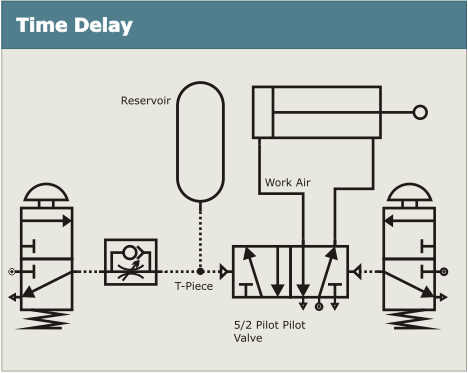 Time Delay
Reservoir
Work Air
T-Piece
5/2 Pilot Pilot
Valve